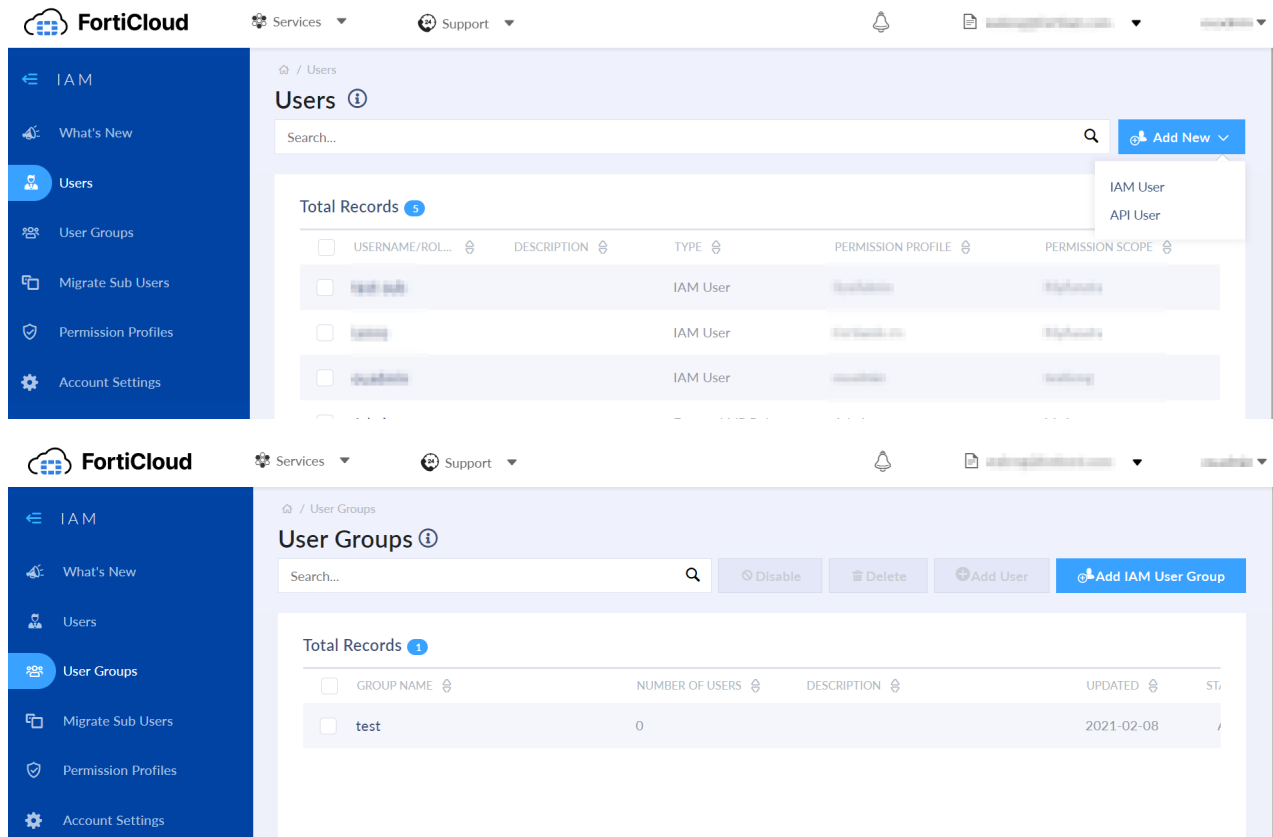 FortiCloud Services Support
IAM
/ Users
Users
What's New
Search...
Add New
Users
IAM User
API User
Total Records 5
User Groups
USERNAME/ROL... DESCRIPTION TYPE PERMISSION PROFILE PERMISSION SCOPE
Migrate Sub Users
IAM User
Permission Profiles
IAM User
Account Settings
IAM User
FortiCloud Services Support
IAM
/ User Groups
User Groups
What's New
Search... Disable Delete Add User Add IAM User Group
Users
Total Records 1
User Groups
GROUP NAME NUMBER OF USERS DESCRIPTION UPDATED
Migrate Sub Users
test 0 2021-02-08
Permission Profiles
Account Settings